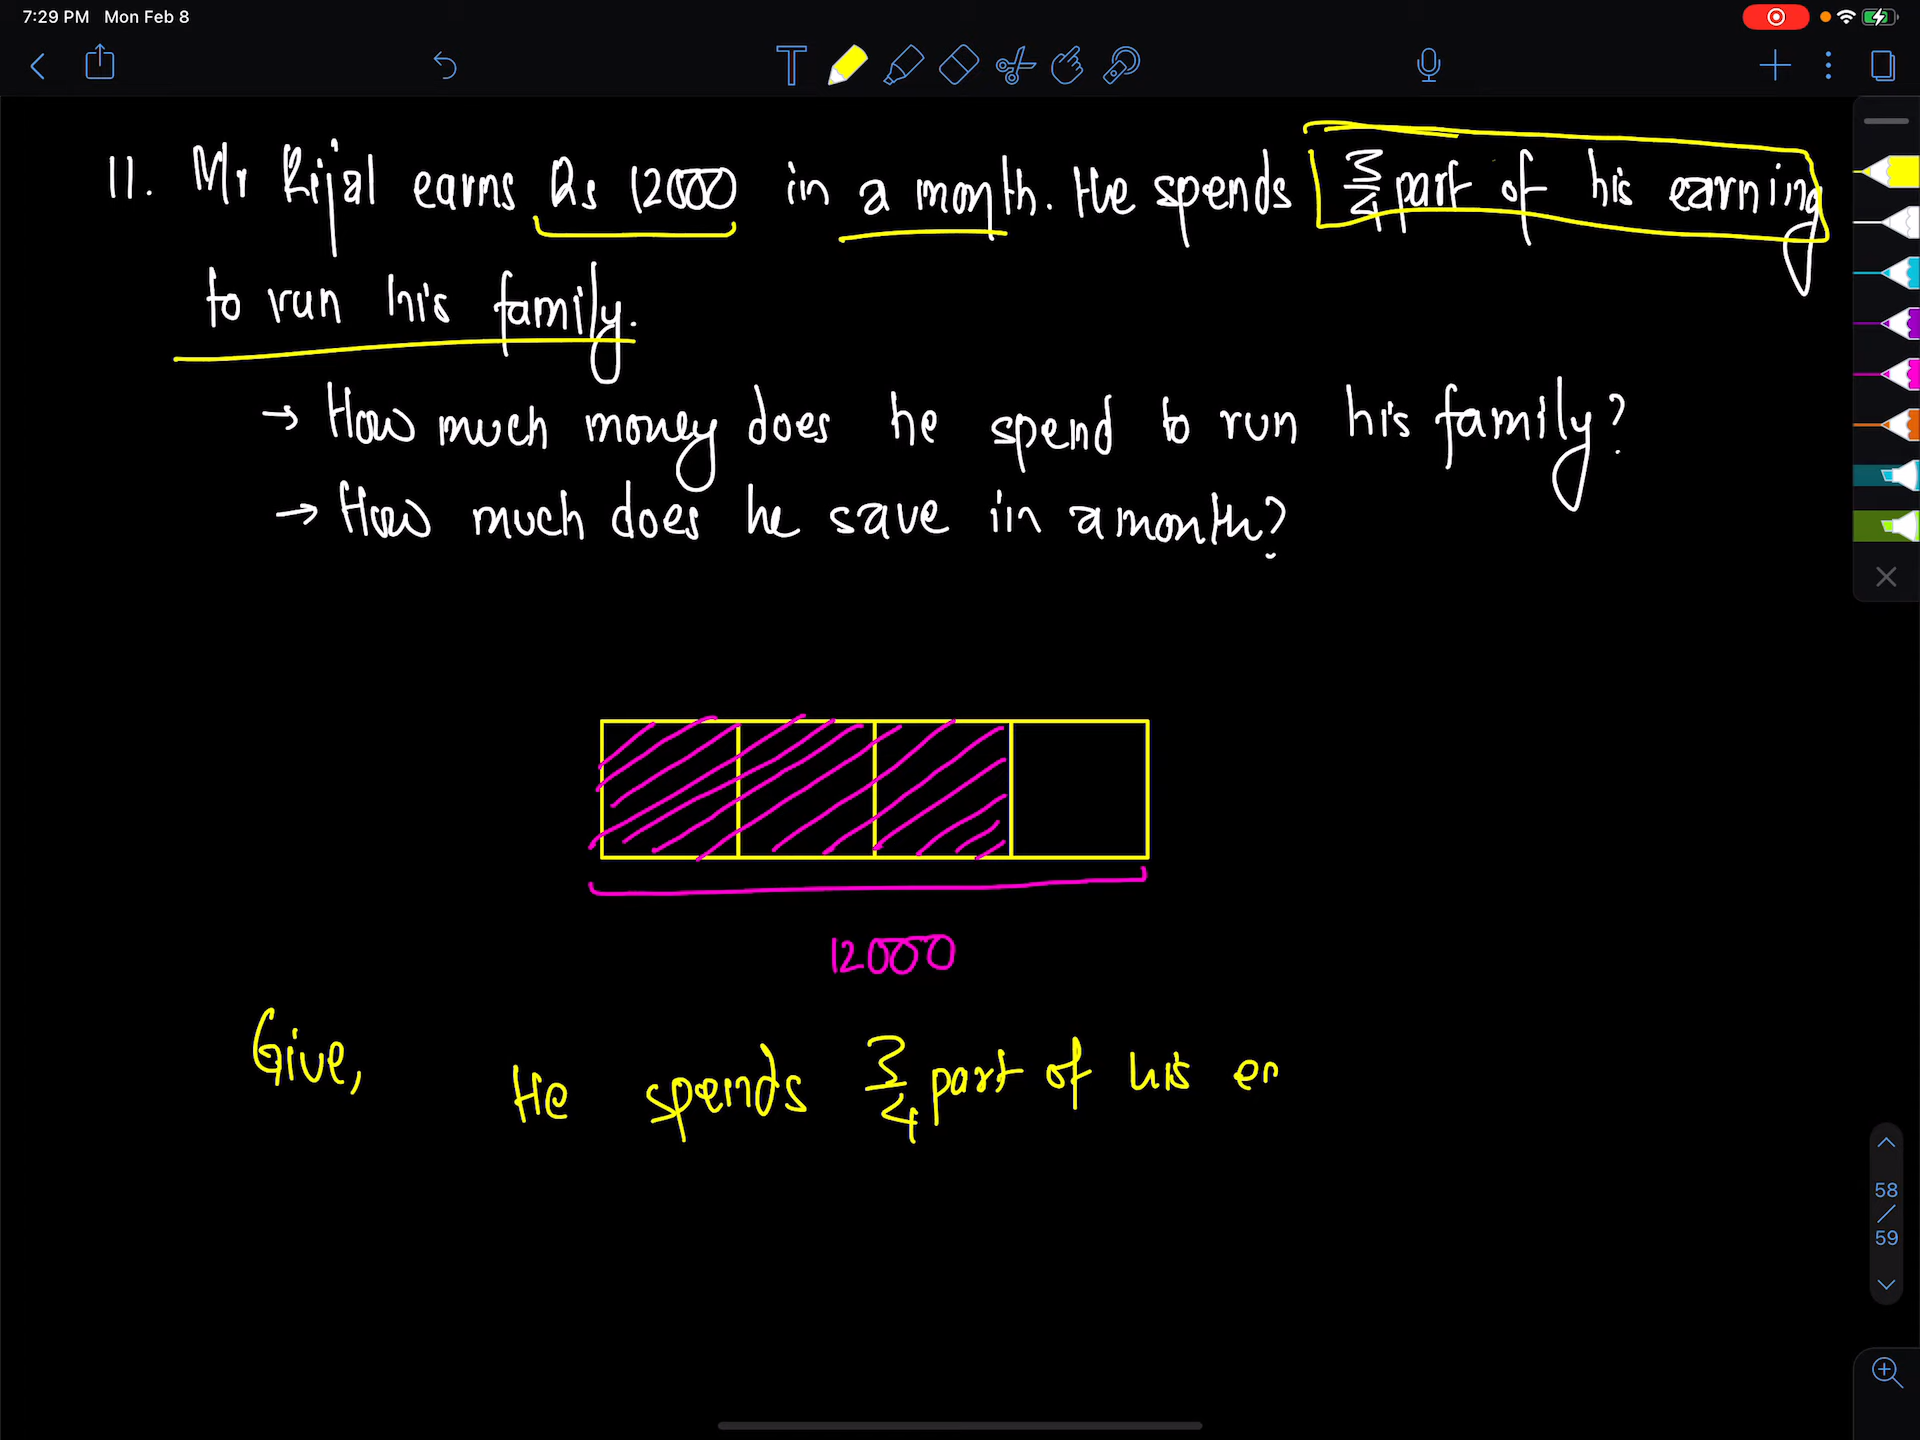 7:29 PM Mon Feb 8
11. Mr Rijal earns Rs 12000 in a month. He spends 3/4 part of his earning
to run his family.
→ How much money does he spend to run his family?
→ How much does he save in a month?
12000
Give, He spends 3/4 part of his er
58
/
59